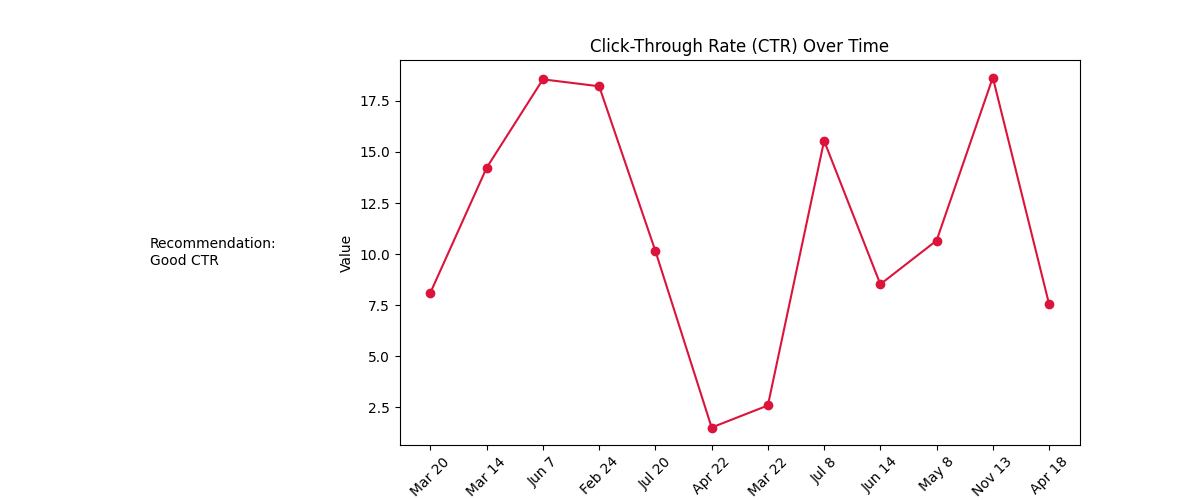 Click-Through Rate (CTR) Over Time
Recommendation:
Good CTR
Value
17.5
15.0
12.5
10.0
7.5
5.0
2.5
Mar 20
Mar 14
Jun 7
Feb 24
Jul 20
Apr 22
Mar 22
Jul 8
Jun 14
May 8
Nov 13
Apr 18